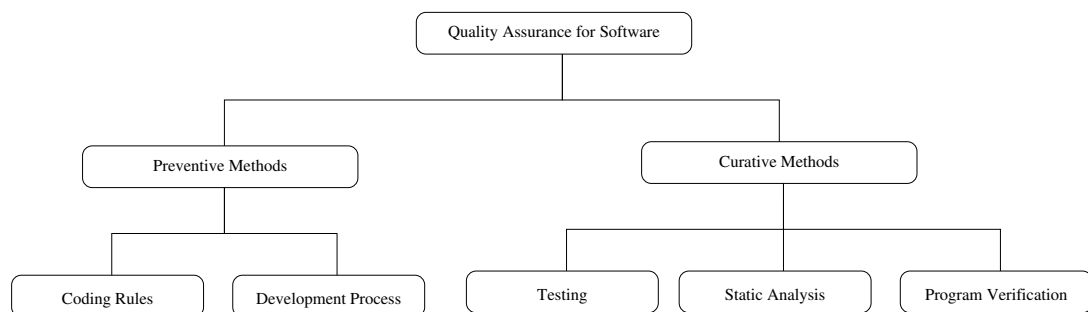 Quality Assurance for Software
Preventive Methods
Curative Methods
Coding Rules
Development Process
Testing
Static Analysis
Program Verification